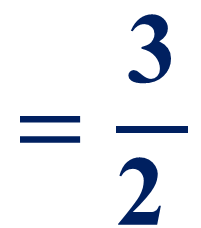 = 3/2